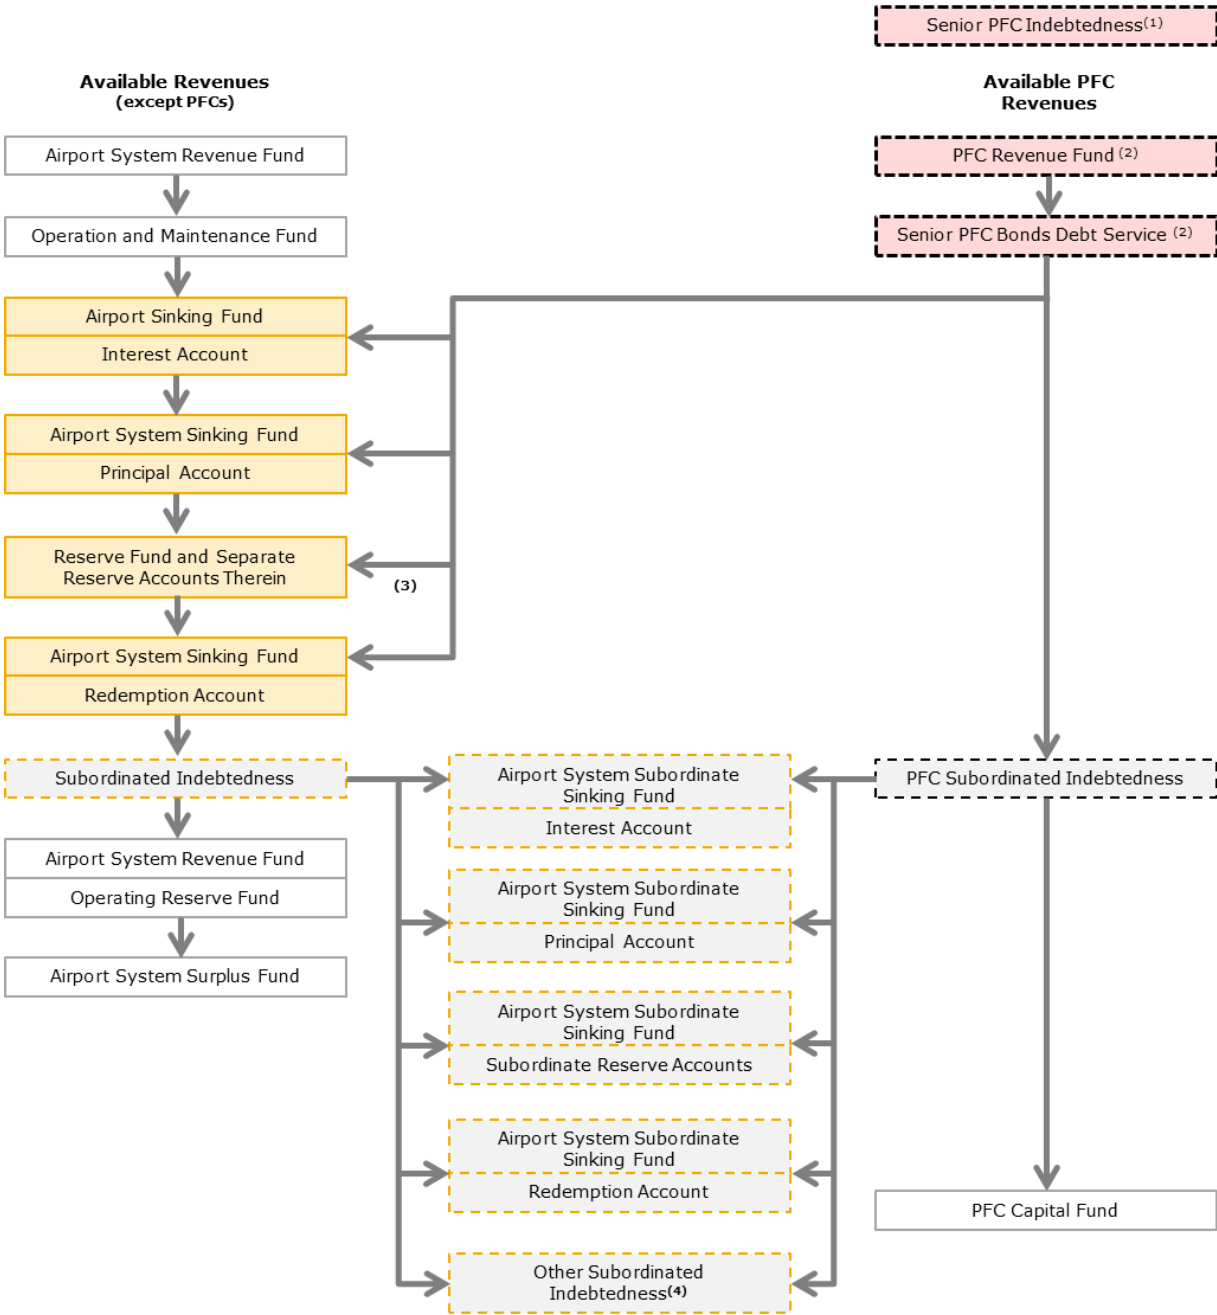 Senior PFC Indebtedness(1)
Available Revenues
(except PFCs)
Available PFC
Revenues
Airport System Revenue Fund
PFC Revenue Fund (2)
Operation and Maintenance Fund
Senior PFC Bonds Debt Service (2)
Airport Sinking Fund
Interest Account
Airport System Sinking Fund
Principal Account
Reserve Fund and Separate
Reserve Accounts Therein
(3)
Airport System Sinking Fund
Redemption Account
Subordinated Indebtedness
Airport System Subordinate
Sinking Fund
Interest Account
PFC Subordinated Indebtedness
Airport System Revenue Fund
Operating Reserve Fund
Airport System Subordinate
Sinking Fund
Principal Account
Airport System Surplus Fund
Airport System Subordinate
Sinking Fund
Subordinate Reserve Accounts
Airport System Subordinate
Sinking Fund
Redemption Account
PFC Capital Fund
Other Subordinated
Indebtedness(4)